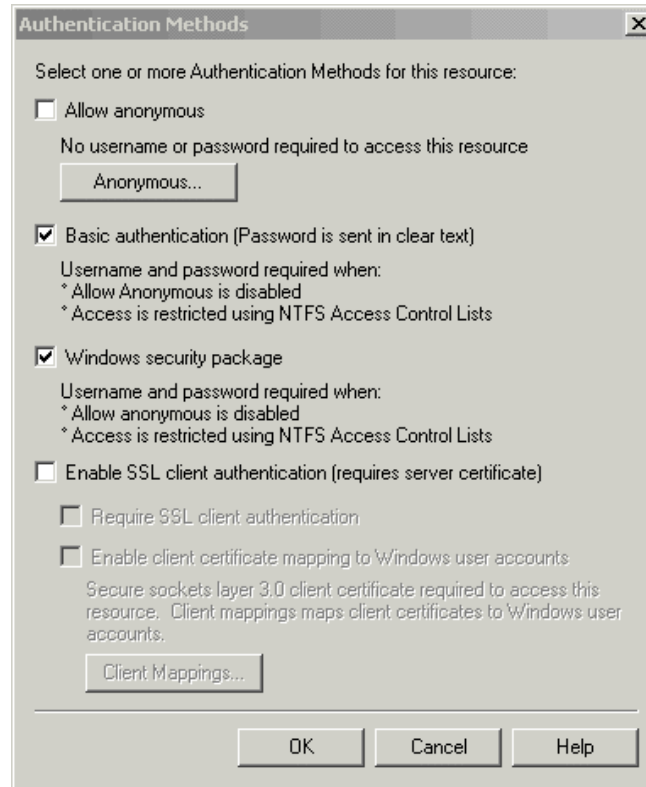 Authentication Methods
Select one or more Authentication Methods for this resource:
Allow anonymous
No username or password required to access this resource
Anonymous...
Basic authentication (Password is sent in clear text)
Username and password required when:
* Allow Anonymous is disabled
* Access is restricted using NTFS Access Control Lists
Windows security package
Username and password required when:
* Allow anonymous is disabled
* Access is restricted using NTFS Access Control Lists
Enable SSL client authentication (requires server certificate)
Require SSL client authentication
Enable client certificate mapping to Windows user accounts
Secure sockets layer 3.0 client certificate required to access this
resource. Client mappings maps client certificates to Windows user
accounts.
Client Mappings...
OK Cancel Help